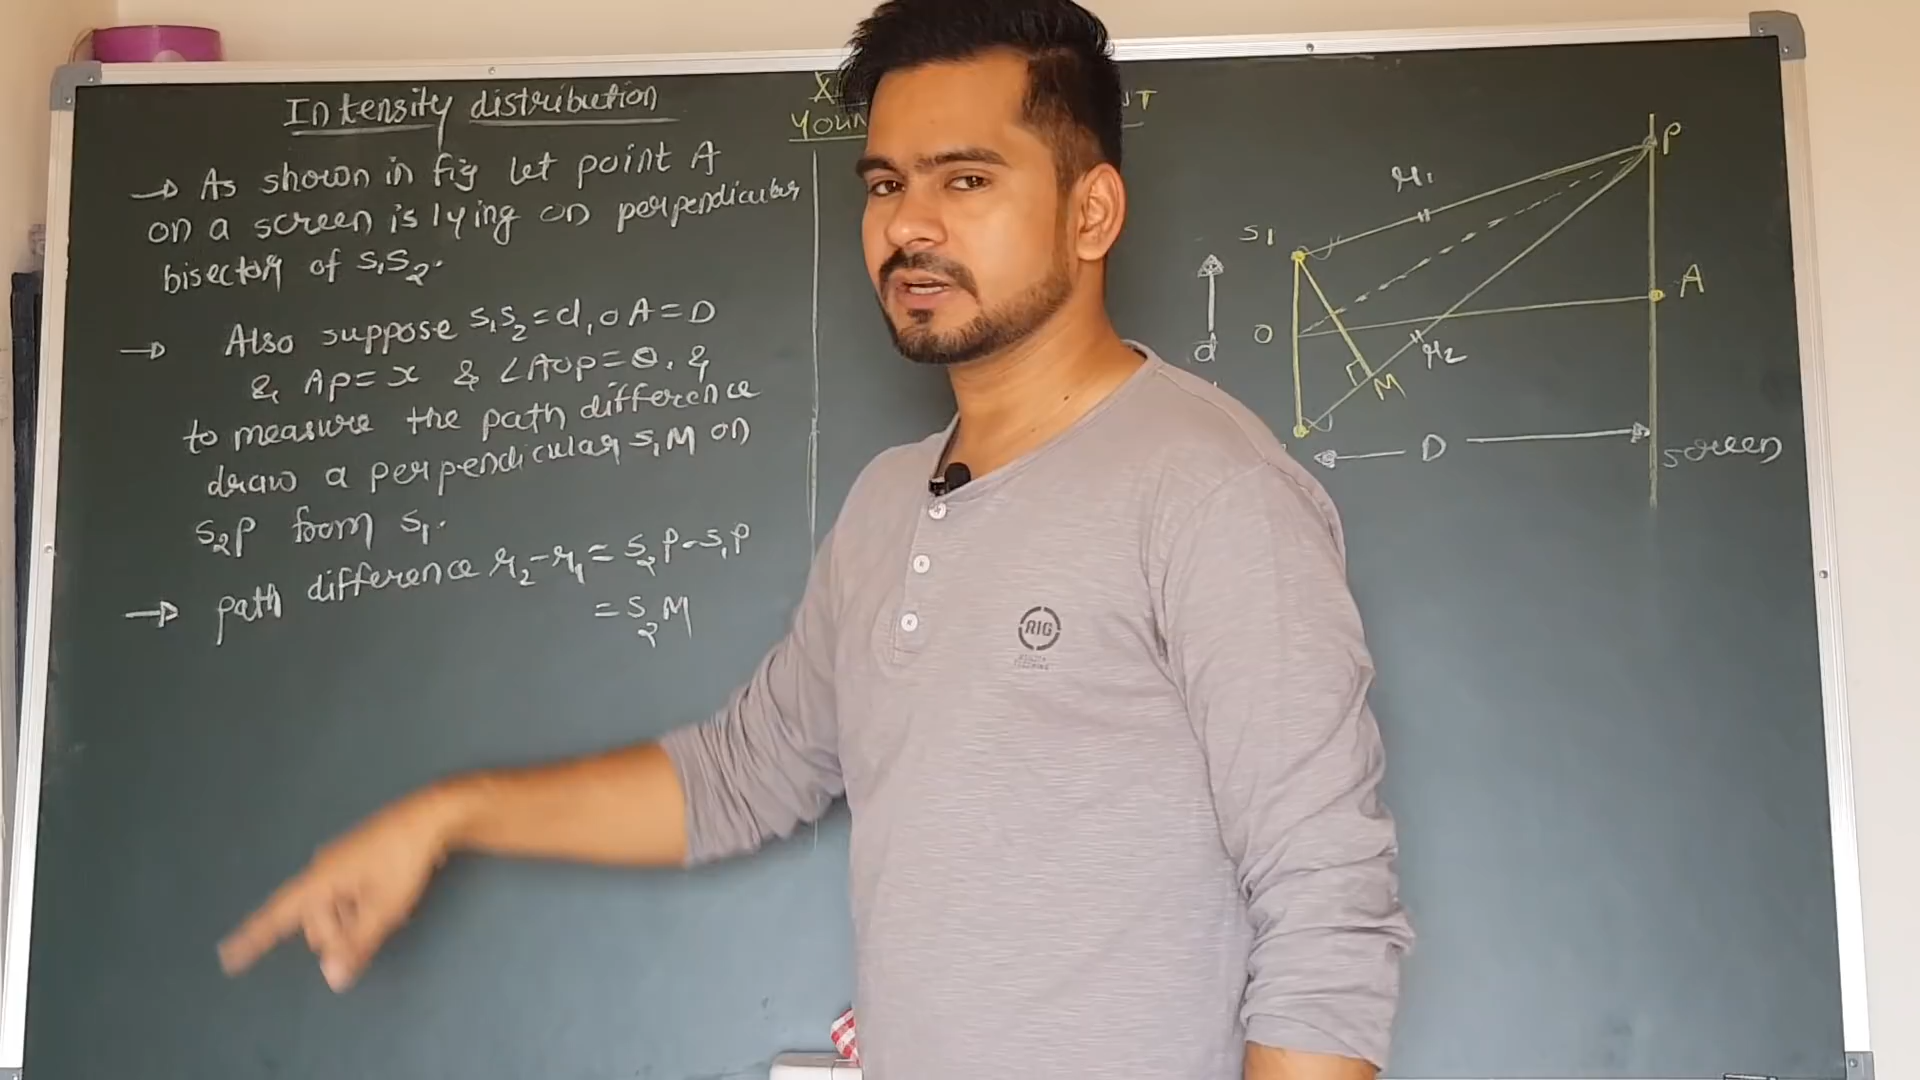 Intensity distribution
→ As shown in fig let point A
on a screen is lying on perpendicular
bisector of S₁S₂.
→ Also suppose S₁S₂=d, OA=D
& AP=x & ∠AOP=θ. &
to measure the path difference
draw a perpendicular S₁M on
S₂P from S₁.
→ path difference r₂-r₁ = S₂P-S₁P
= S₂M
P
r₁
S₁
A
O
d
r₂
M
D
screen
RIG